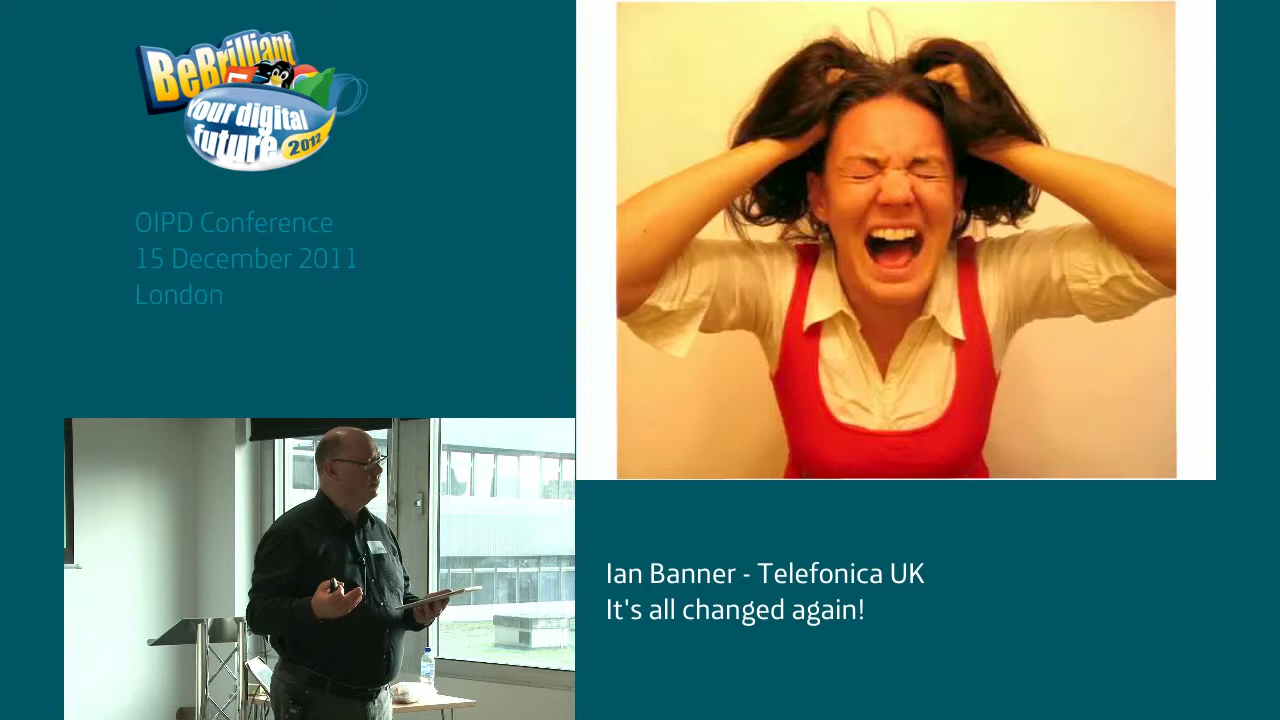 BeBrilliant
Your digital
future
2012
OIPD Conference
15 December 2011
London
Ian Banner - Telefonica UK
It's all changed again!